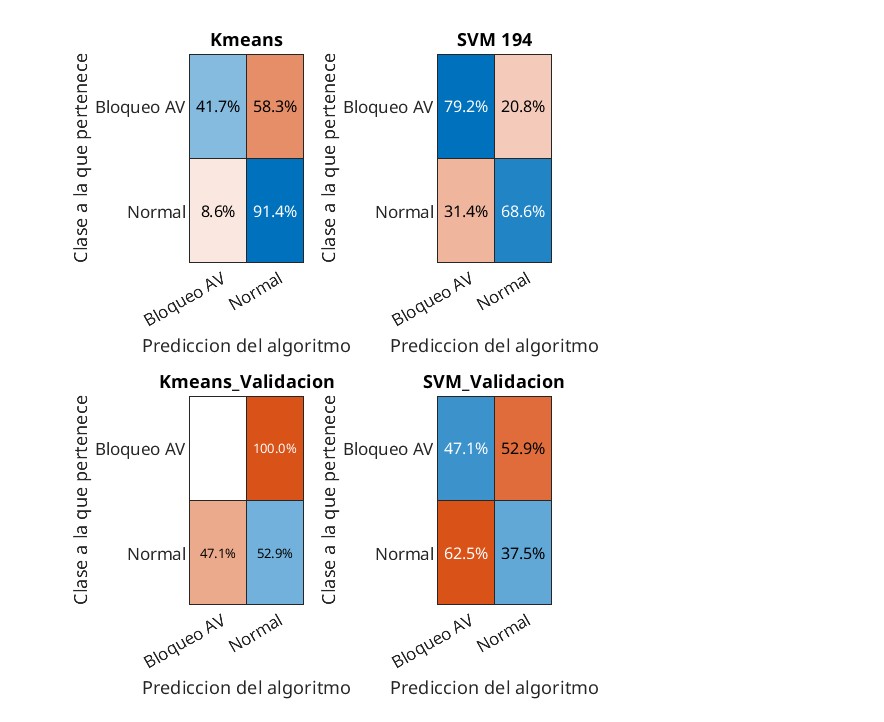 Kmeans
Clase a la que pertenece
Bloqueo AV
41.7%
58.3%
Normal
8.6%
91.4%
Bloqueo AV
Normal
Prediccion del algoritmo
SVM 194
Clase a la que pertenece
Bloqueo AV
79.2%
20.8%
Normal
31.4%
68.6%
Bloqueo AV
Normal
Prediccion del algoritmo
Kmeans_Validacion
Clase a la que pertenece
Bloqueo AV
100.0%
Normal
47.1%
52.9%
Bloqueo AV
Normal
Prediccion del algoritmo
SVM_Validacion
Clase a la que pertenece
Bloqueo AV
47.1%
52.9%
Normal
62.5%
37.5%
Bloqueo AV
Normal
Prediccion del algoritmo